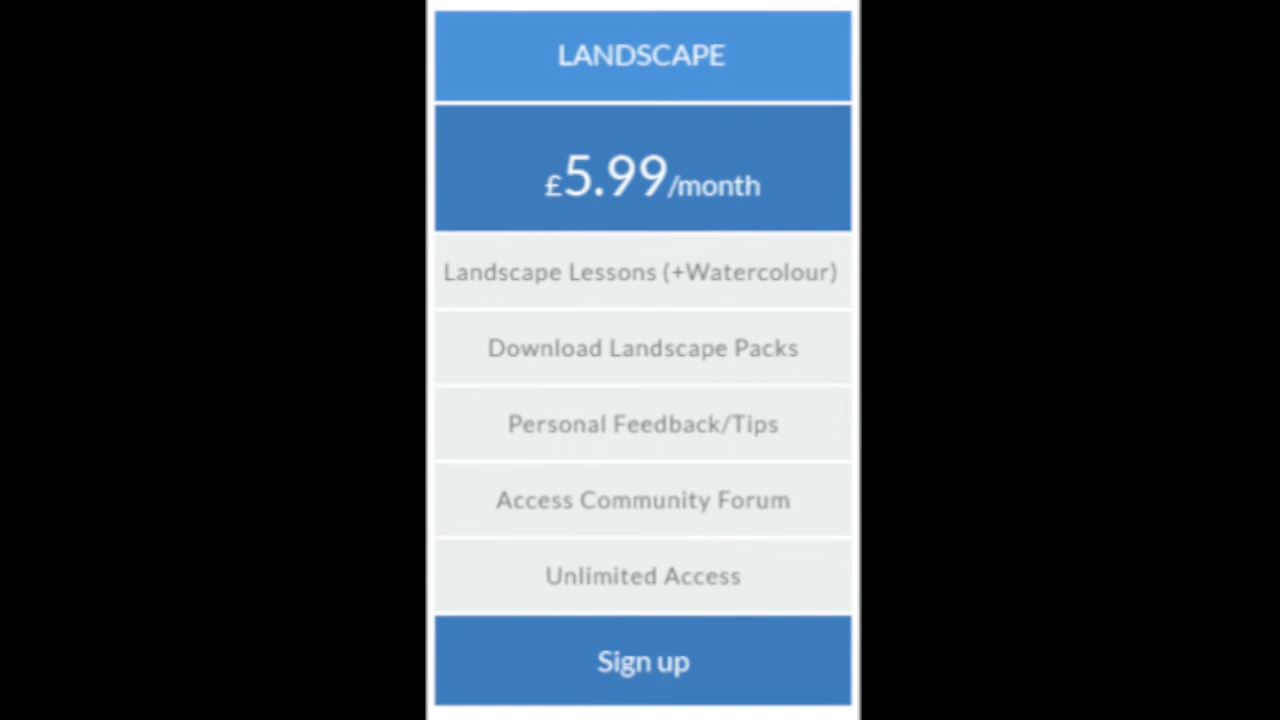 LANDSCAPE
£5.99/month
Landscape Lessons (+Watercolour)
Download Landscape Packs
Personal Feedback/Tips
Access Community Forum
Unlimited Access
Sign up